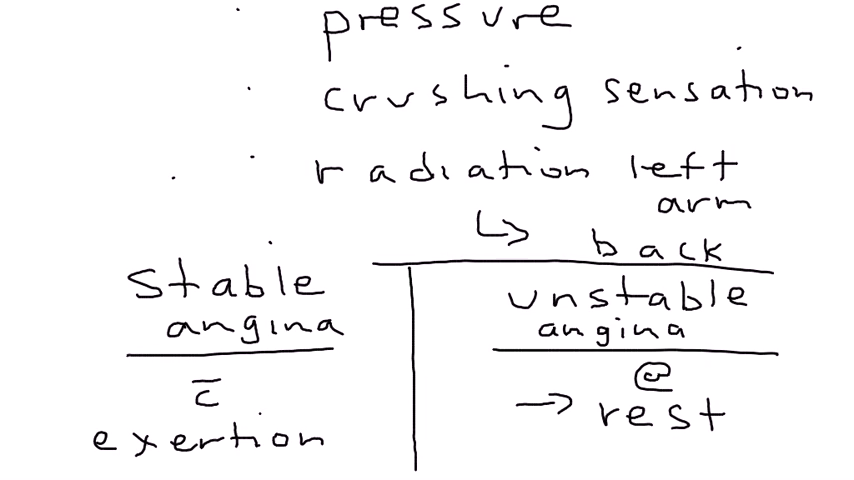 pressure
crushing sensation
radiation left
arm
↳ back
stable
angina
unstable
angina
c̅
exertion
@
→ rest